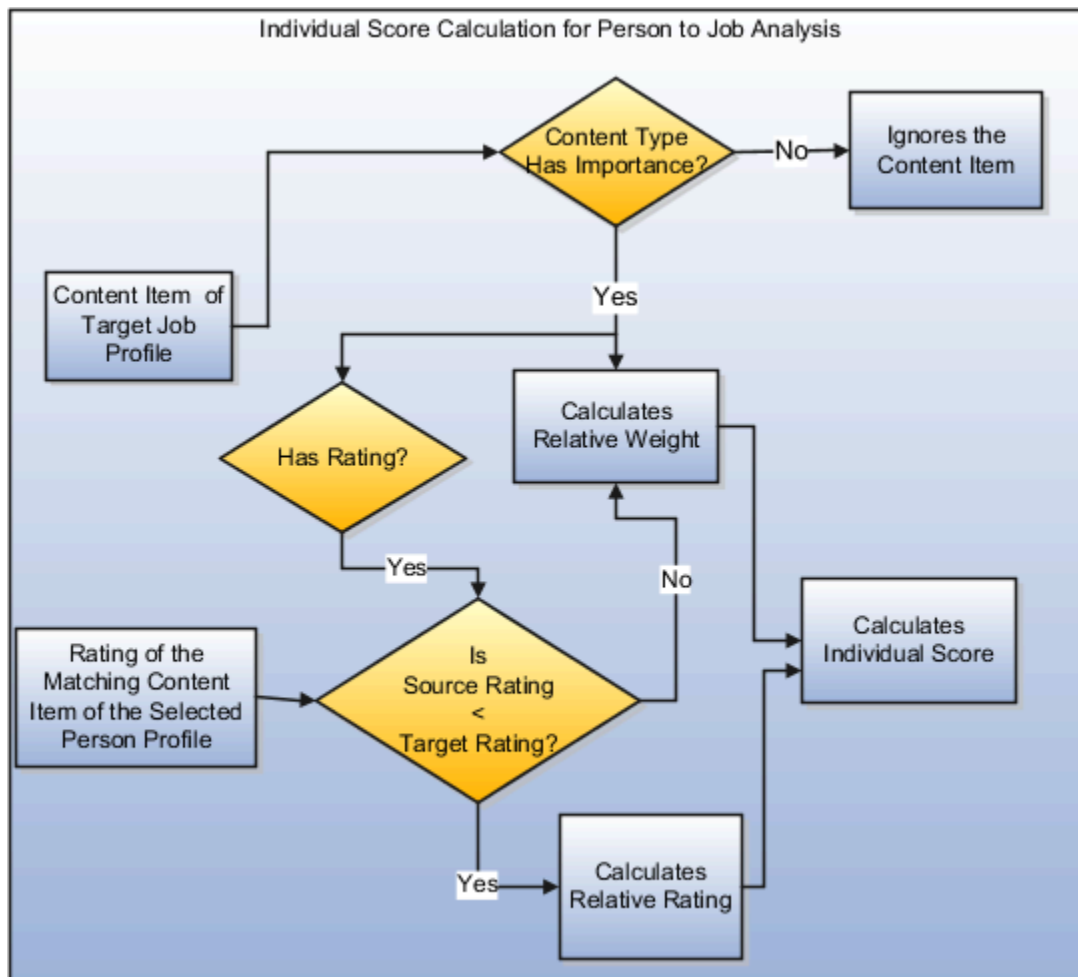 Individual Score Calculation for Person to Job Analysis
Content Type
Has Importance?
No
Ignores the
Content Item
Yes
Content Item of
Target Job
Profile
Has Rating?
Calculates
Relative Weight
Yes
No
Rating of the
Matching Content
Item of the Selected
Person Profile
Is
Source Rating
<
Target Rating?
Calculates
Individual Score
Yes
Calculates
Relative Rating